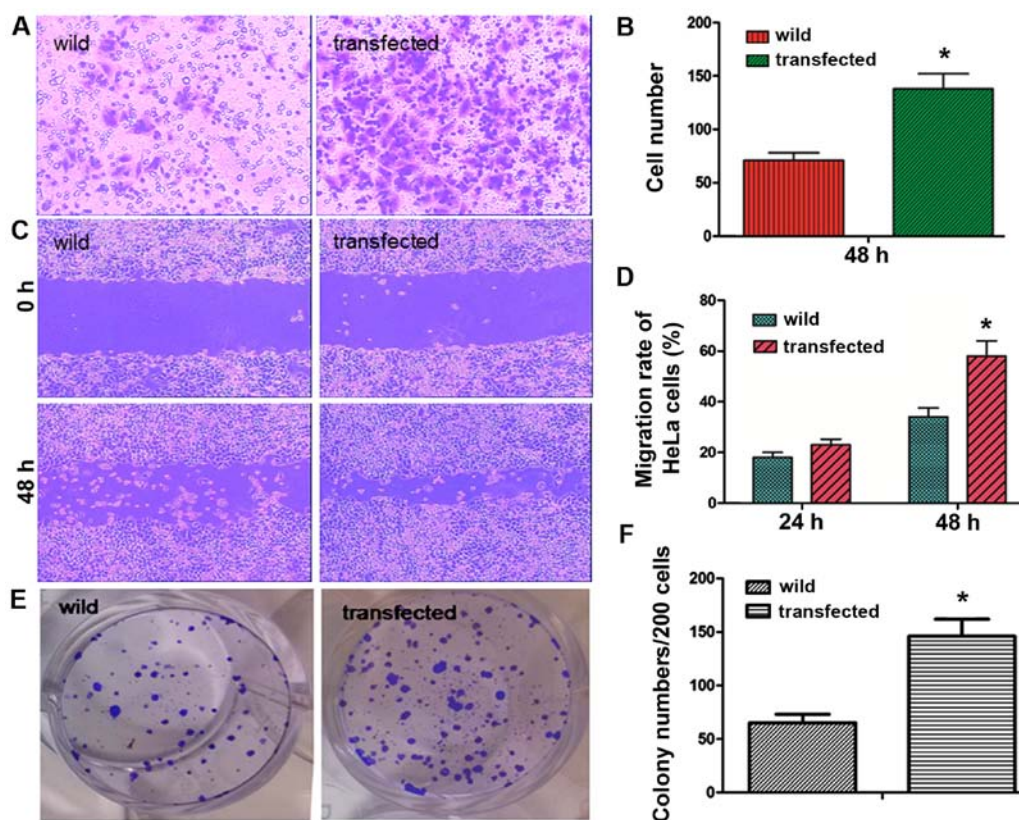 A
wild
transfected
B
Cell number
200
150
100
50
0
wild
transfected
*
48 h
C
0 h
wild
transfected
48 h
D
Migration rate of
HeLa cells (%)
80
60
40
20
0
wild
transfected
*
24 h 48 h
E
wild
transfected
F
Colony numbers/200 cells
200
150
100
50
0
wild
transfected
*